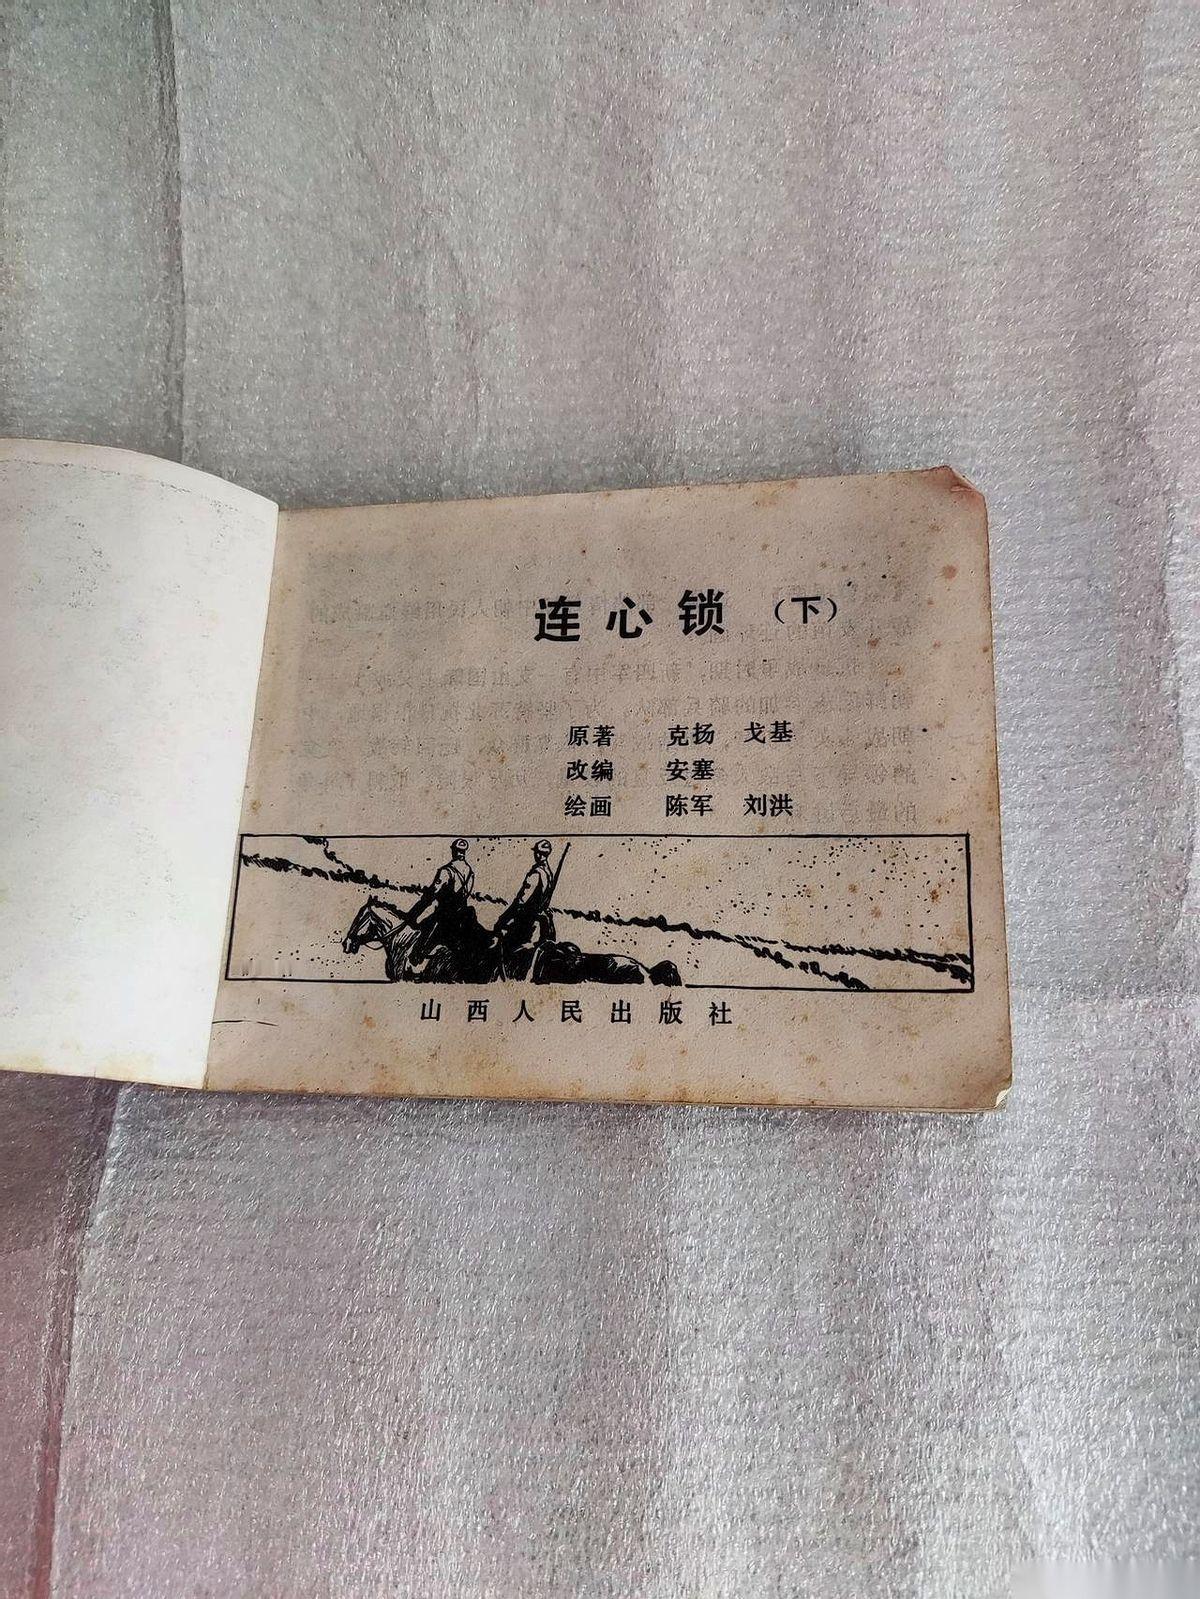 连心锁（下）
原著 克扬 戈基
改编 安塞
绘画 陈军 刘洪
山西人民出版社